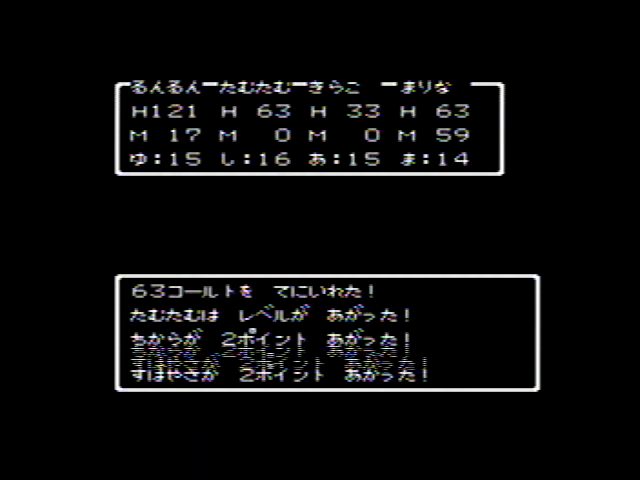 るんるん たむたむ きらこ まりな
H121 H 63 H 33 H 63
M 17 M 0 M 0 M 59
ゆ:15 し:16 あ:15 ま:14
63ゴールドを てにいれた!
たむたむは レベルが あがった!
ちからが 2ポイント あがった!
すばやさが 2ポイント あがった!